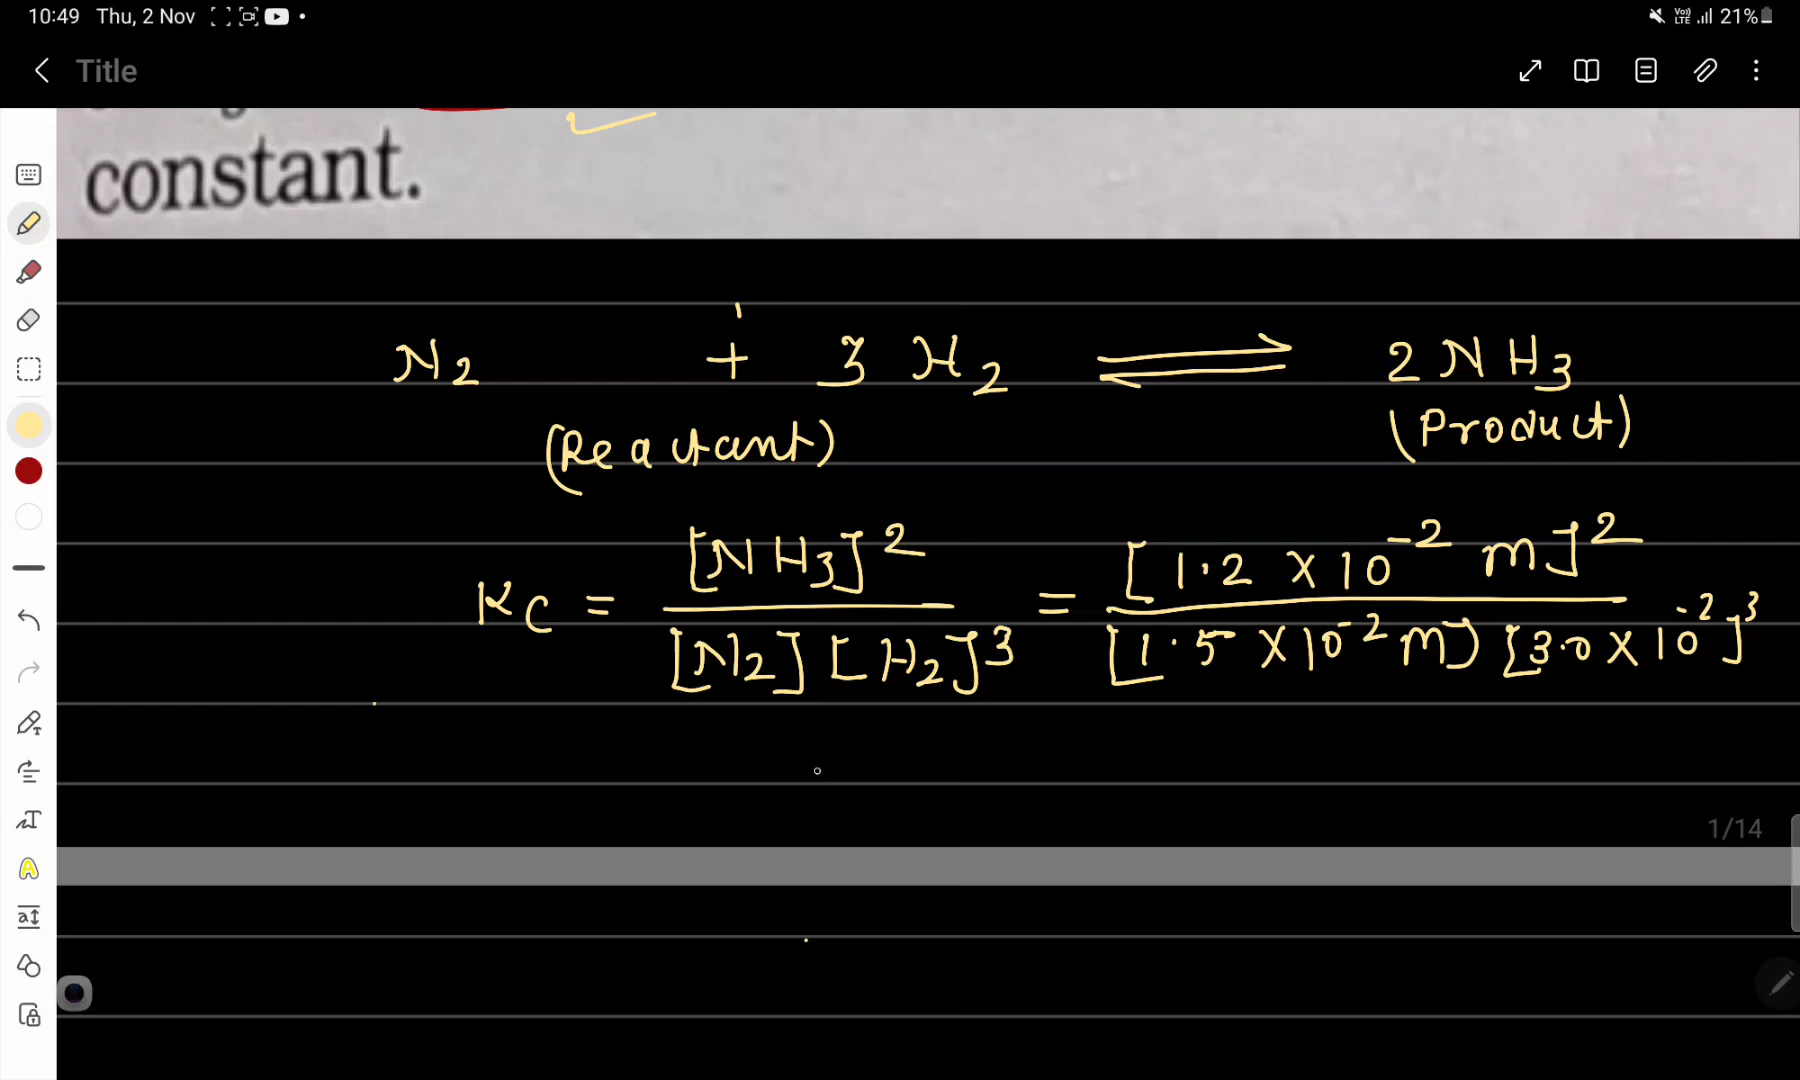 10:49 Thu, 2 Nov VoLTE 21%
Title
constant.
N2 + 3 H2 ⇌ 2 NH3
(Reactant) (Product)
Kc = [NH3]^2 / [N2] [H2]^3 = [1.2 X 10^-2 m]^2 / [1.5 X 10^-2 m) [3.0 X 10^-2]^3
1/14